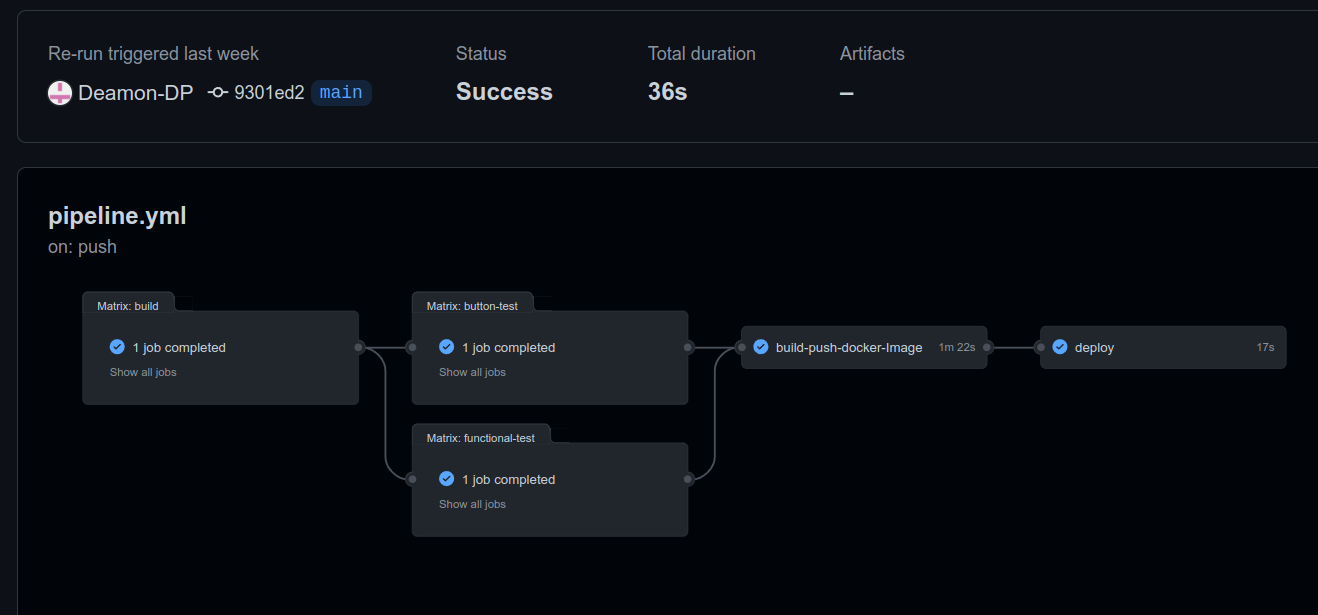 Re-run triggered last week
Deamon-DP 9301ed2 main
Status
Success
Total duration
36s
Artifacts
–
pipeline.yml
on: push
Matrix: build
1 job completed
Show all jobs
Matrix: button-test
1 job completed
Show all jobs
Matrix: functional-test
1 job completed
Show all jobs
build-push-docker-Image 1m 22s
deploy 17s